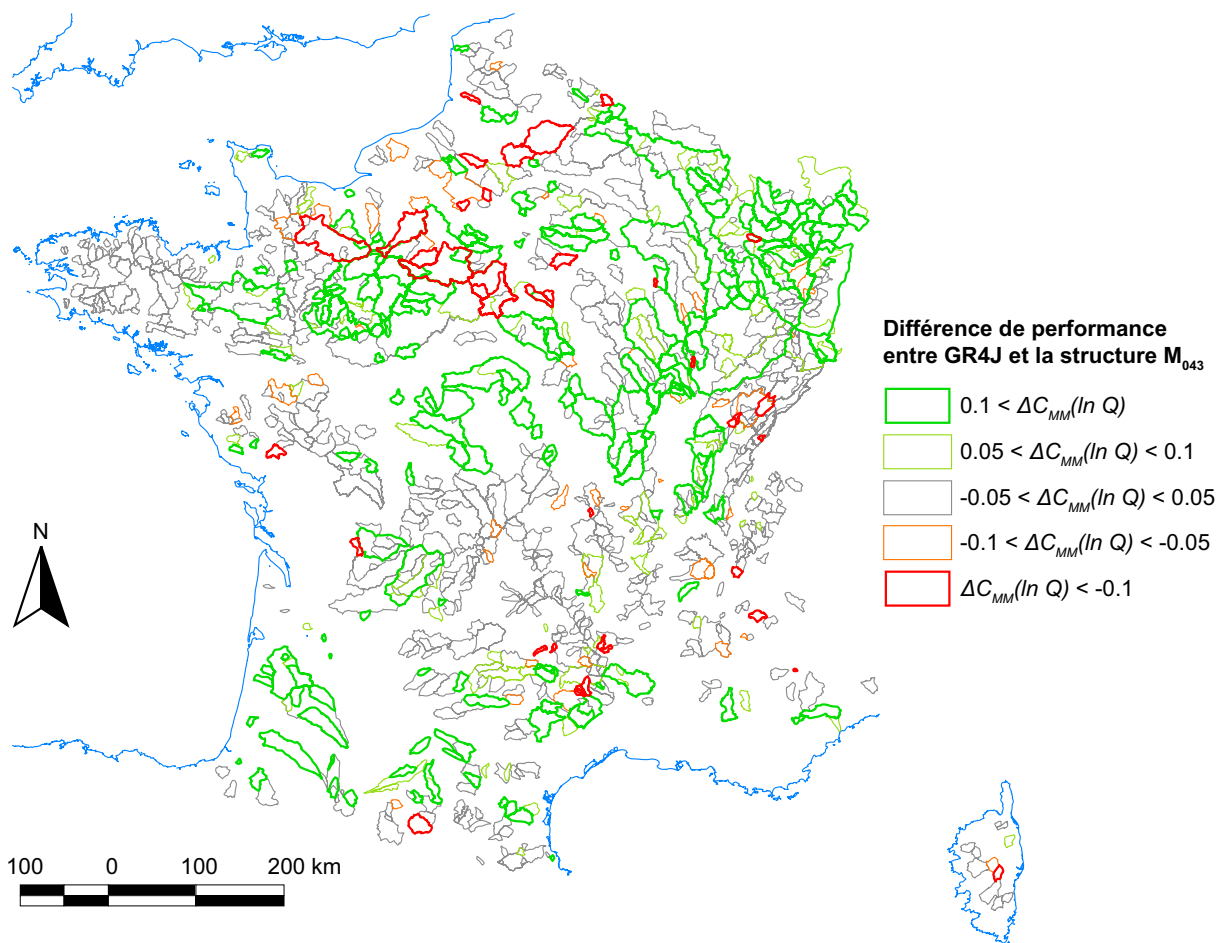 Différence de performance
entre GR4J et la structure M043
0.1 < ΔCMM(ln Q)
0.05 < ΔCMM(ln Q) < 0.1
-0.05 < ΔCMM(ln Q) < 0.05
-0.1 < ΔCMM(ln Q) < -0.05
ΔCMM(ln Q) < -0.1
N
100 0 100 200 km